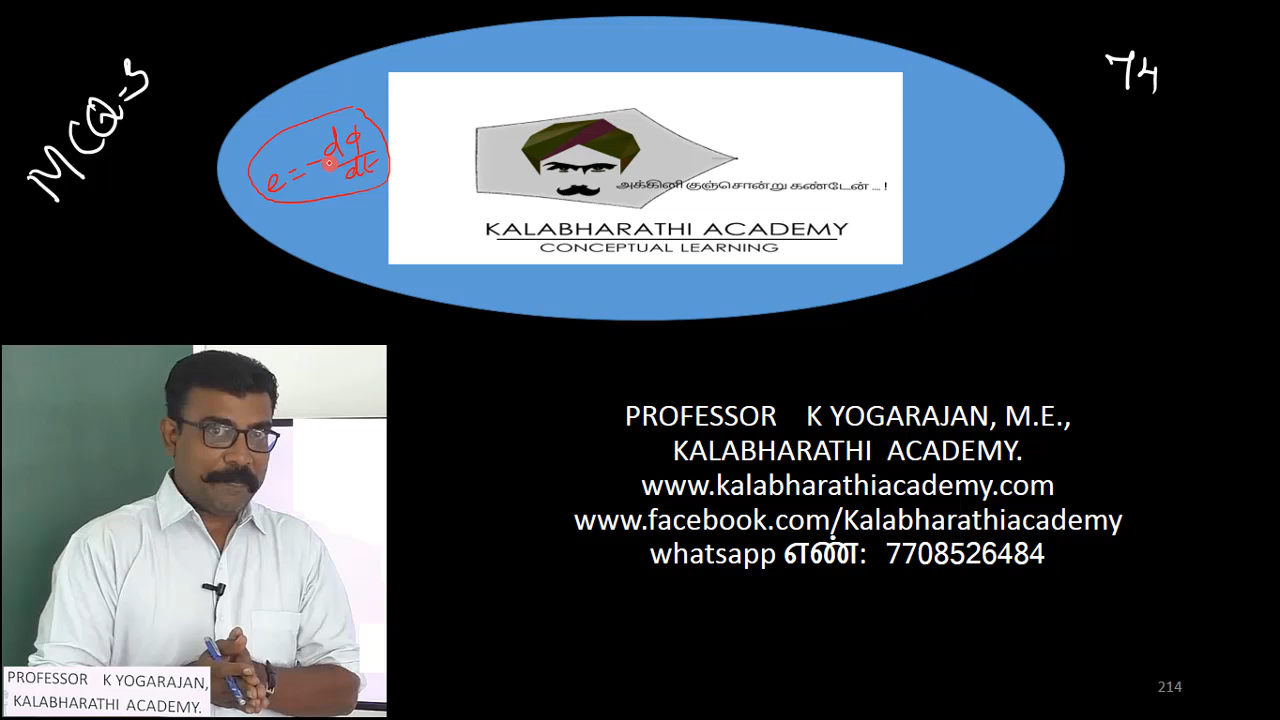 MCQ-3
74
e = - dφ/dt
அக்கினி குஞ்சொன்று கண்டேன் ... !
KALABHARATHI ACADEMY
CONCEPTUAL LEARNING
PROFESSOR K YOGARAJAN, M.E.,
KALABHARATHI ACADEMY.
www.kalabharathiacademy.com
www.facebook.com/Kalabharathiacademy
whatsapp எண்: 7708526484
PROFESSOR K YOGARAJAN,
KALABHARATHI ACADEMY.
214